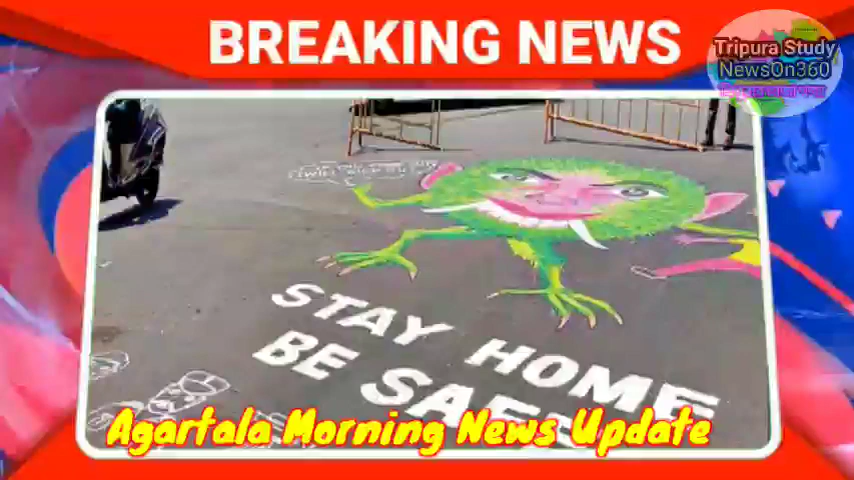 BREAKING NEWS
Tripura Study
NewsOn360
STAY HOME
BE SAFE
Agartala Morning News Update